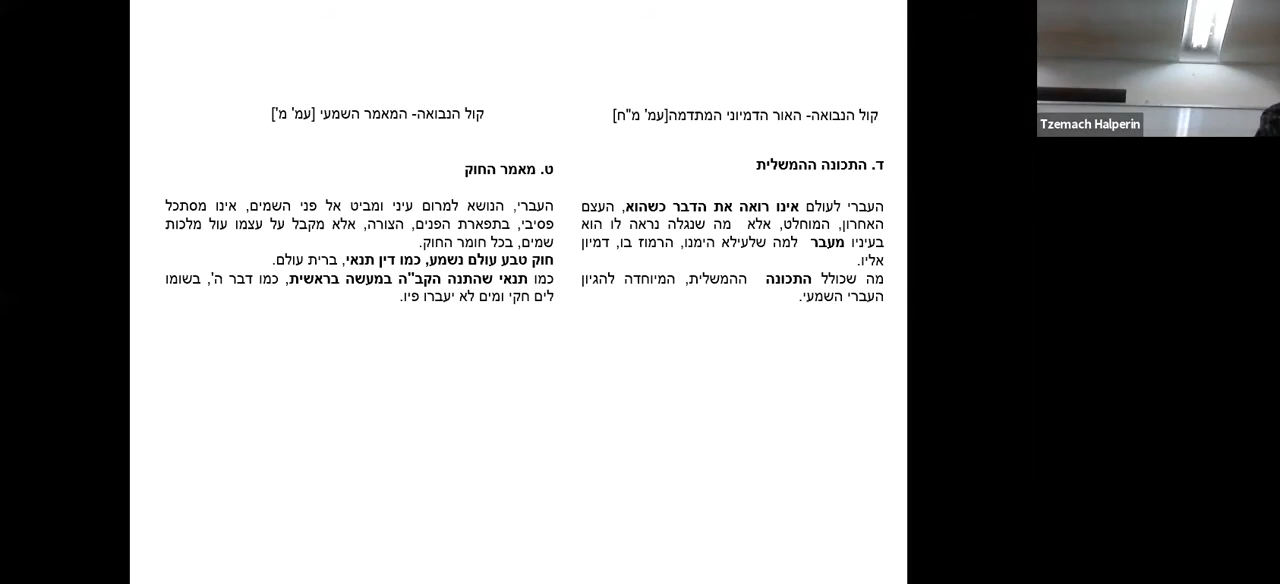 קול הנבואה- האור הדמיוני המתדמה[עמ' מ"ח]
ד. התכונה ההמשלית
העברי לעולם אינו רואה את הדבר כשהוא, העצם
האחרון, המוחלט, אלא מה שנגלה נראה לו הוא
בעיניו מעבר למה שלעילא הימנו, הרמוז בו, דמיון
אליו.
מה שכולל התכונה ההמשלית, המיוחדה להגיון
העברי השמעי.
קול הנבואה- המאמר השמעי [עמ' מ']
ט. מאמר החוק
העברי, הנושא למרום עיני ומביט אל פני השמים, אינו מסתכל
פסיבי, בתפארת הפנים, הצורה, אלא מקבל על עצמו עול מלכות
שמים, בכל חומר החוק.
חוק טבע עולם נשמע, כמו דין תנאי, ברית עולם.
כמו תנאי שהתנה הקב"ה במעשה בראשית, כמו דבר ה', בשומו
לים חקי ומים לא יעברו פיו.
Tzemach Halperin